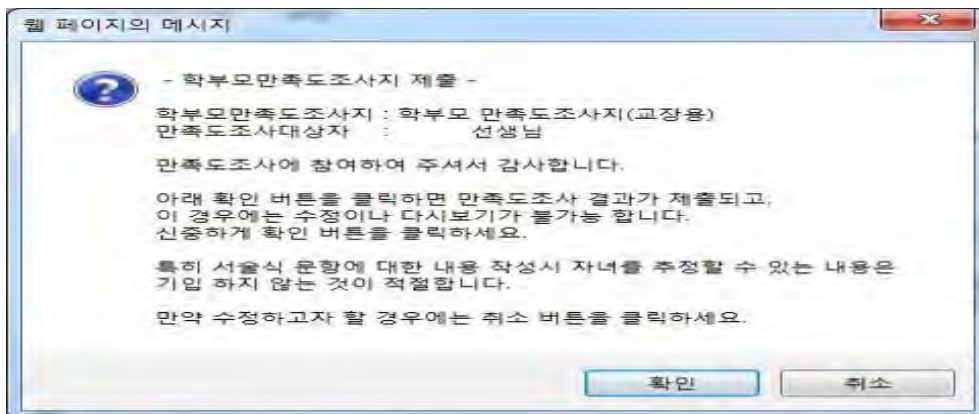 웹 페이지의 메시지
- 학부모만족도조사지 제출 -
학부모만족도조사지 : 학부모 만족도조사지(교장용)
만족도조사대상자 : 선생님
만족도조사에 참여하여 주셔서 감사합니다.
아래 확인 버튼을 클릭하면 만족도조사 결과가 제출되고,
이 경우에는 수정이나 다시보기가 불가능 합니다.
신중하게 확인 버튼을 클릭하세요.
특히 서술식 문항에 대한 내용 작성시 자녀를 추정할 수 있는 내용은
기입 하지 않는 것이 적절합니다.
만약 수정하고자 할 경우에는 취소 버튼을 클릭하세요.
확인 취소